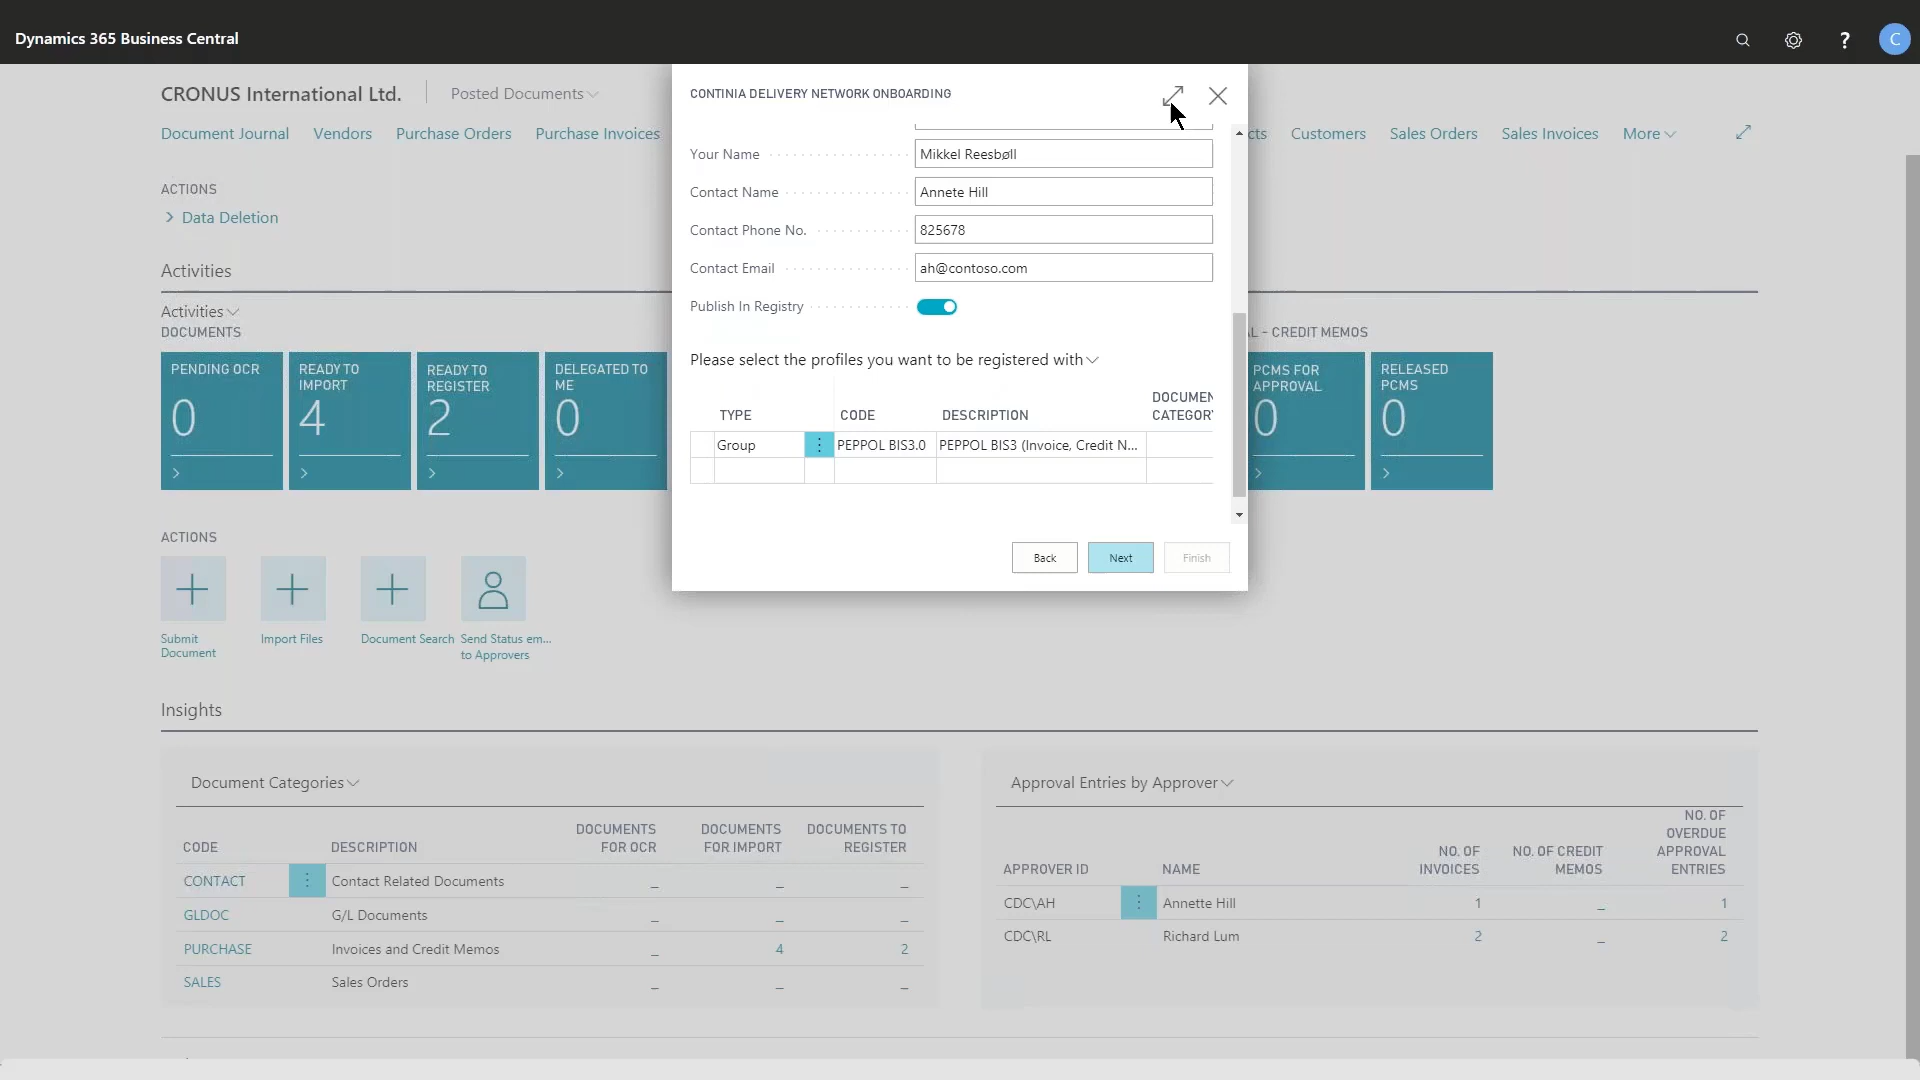 Dynamics 365 Business Central
?
C
CRONUS International Ltd.
Posted Documents
Document Journal
Vendors
Purchase Orders
Purchase Invoices
cts
Customers
Sales Orders
Sales Invoices
More
ACTIONS
Data Deletion
Activities
Activities
DOCUMENTS
AL - CREDIT MEMOS
PENDING OCR
0
READY TO
IMPORT
4
READY TO
REGISTER
2
DELEGATED TO
ME
0
PCMS FOR
APPROVAL
0
RELEASED
PCMS
0
CONTINIA DELIVERY NETWORK ONBOARDING
Your Name
Mikkel Reesbøll
Contact Name
Annete Hill
Contact Phone No.
825678
Contact Email
ah@contoso.com
Publish In Registry
Please select the profiles you want to be registered with
TYPE
CODE
DESCRIPTION
DOCUMEN
CATEGORY
Group
PEPPOL BIS3.0
PEPPOL BIS3 (Invoice, Credit N...
Back
Next
Finish
ACTIONS
Submit
Document
Import Files
Document Search
Send Status em...
to Approvers
Insights
Document Categories
CODE
DESCRIPTION
DOCUMENTS
FOR OCR
DOCUMENTS
FOR IMPORT
DOCUMENTS TO
REGISTER
CONTACT
Contact Related Documents
_
_
_
GLDOC
G/L Documents
_
_
_
PURCHASE
Invoices and Credit Memos
_
4
2
SALES
Sales Orders
_
_
_
Approval Entries by Approver
APPROVER ID
NAME
NO. OF
INVOICES
NO. OF CREDIT
MEMOS
NO. OF
OVERDUE
APPROVAL
ENTRIES
CDC\AH
Annette Hill
1
_
1
CDC\RL
Richard Lum
2
_
2